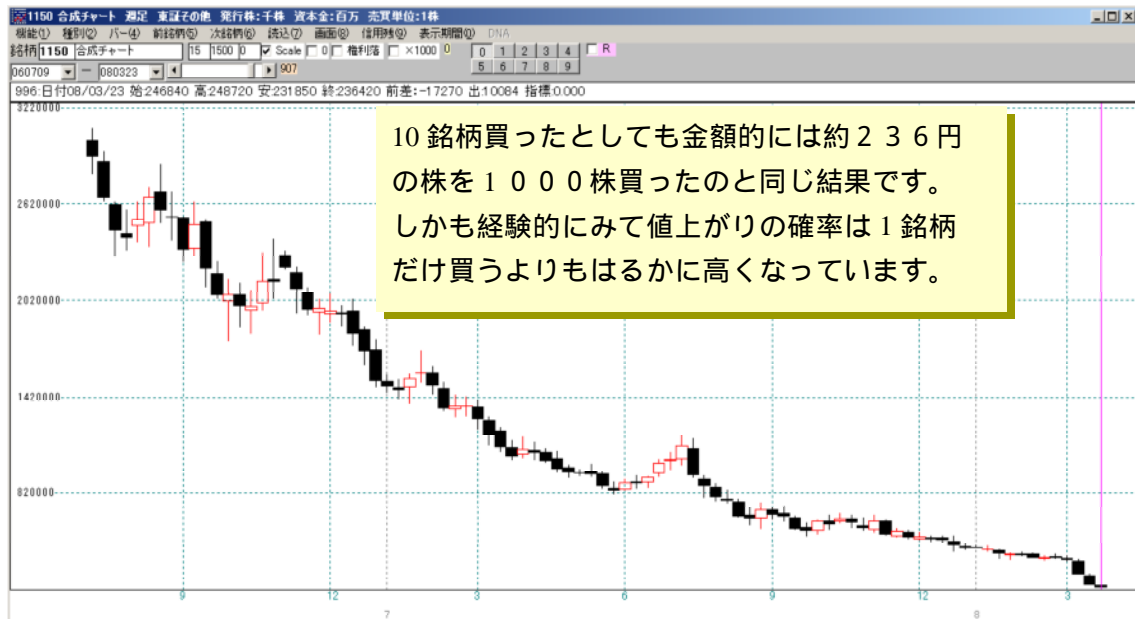 1150 合成チャート 週足 東証その他 発行株:千株 資本金:百万 売買単位:1株
機能(1) 種別(2) バー(4) 前銘柄(5) 次銘柄(6) 読込(7) 画面(8) 信用残(9) 表示期間(0) DNA
銘柄 1150 合成チャート 15 1500 0 Scale 0 権利落 ×1000 0 0 1 2 3 4 R
060709 － 080323 907 5 6 7 8 9
996:日付08/03/23 始:246840 高:248720 安:231850 終:236420 前差:-17270 出:10084 指標:0.000
3220000
10 銘柄買ったとしても金額的には約２３６円
の株を１０００株買ったのと同じ結果です。
しかも経験的にみて値上がりの確率は 1 銘柄
だけ買うよりもはるかに高くなっています。
2620000
2020000
1420000
820000
9 12 3 6 9 12 3
7 8